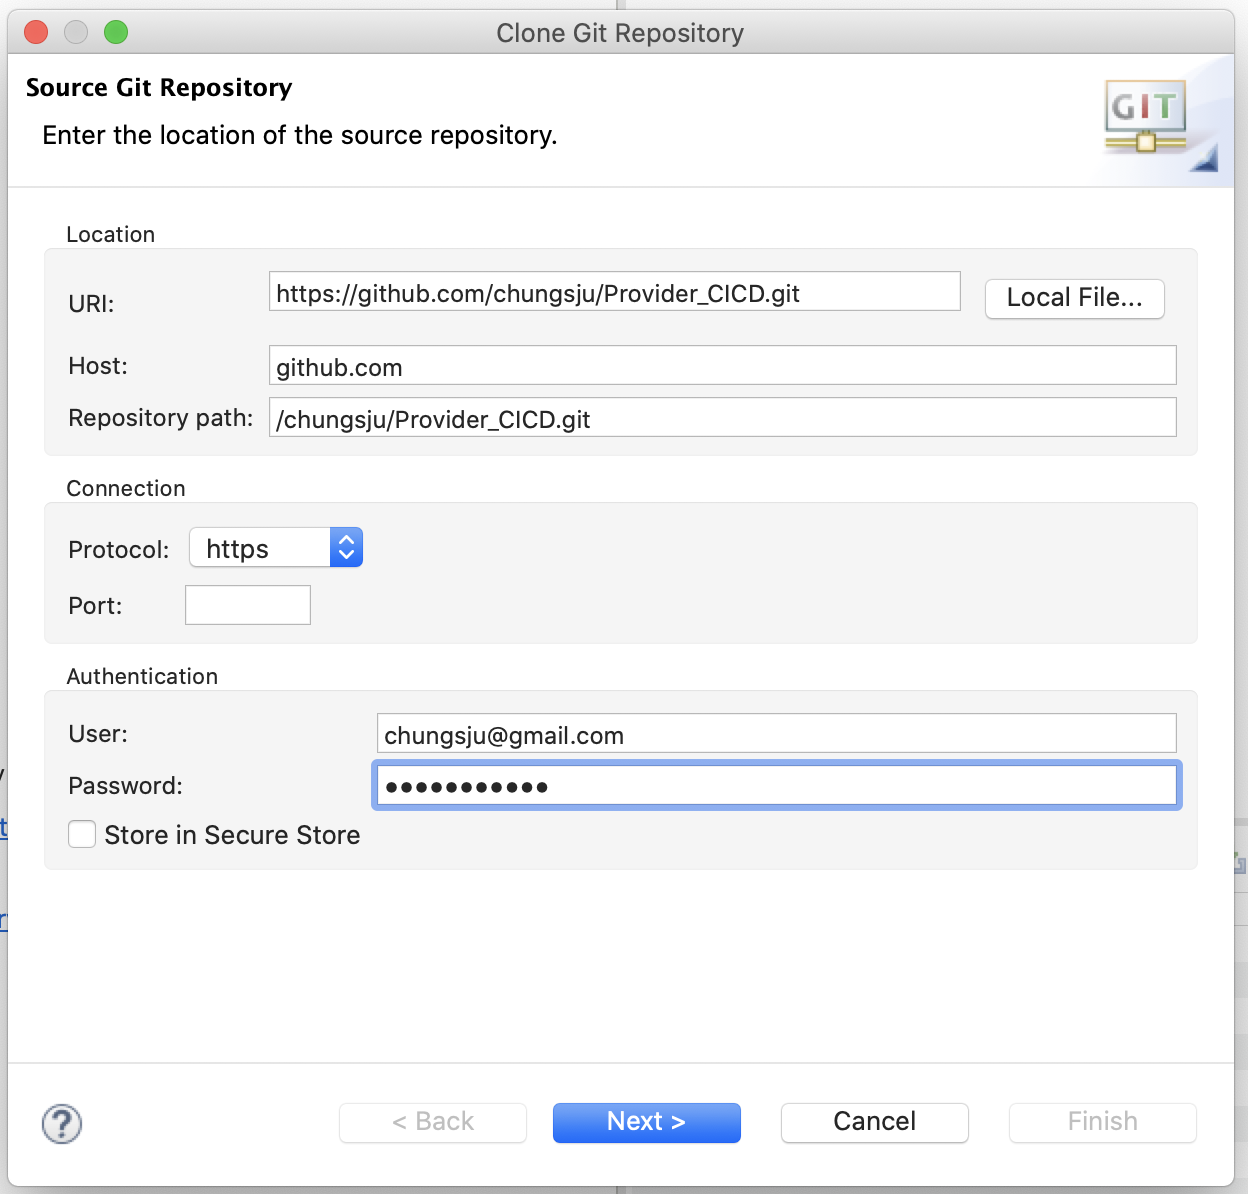 Clone Git Repository
Source Git Repository
Enter the location of the source repository.
GIT
Location
URI: https://github.com/chungsju/Provider_CICD.git Local File...
Host: github.com
Repository path: /chungsju/Provider_CICD.git
Connection
Protocol: https
Port:
Authentication
User: chungsju@gmail.com
Password: ●●●●●●●●●●●
Store in Secure Store
? < Back Next > Cancel Finish